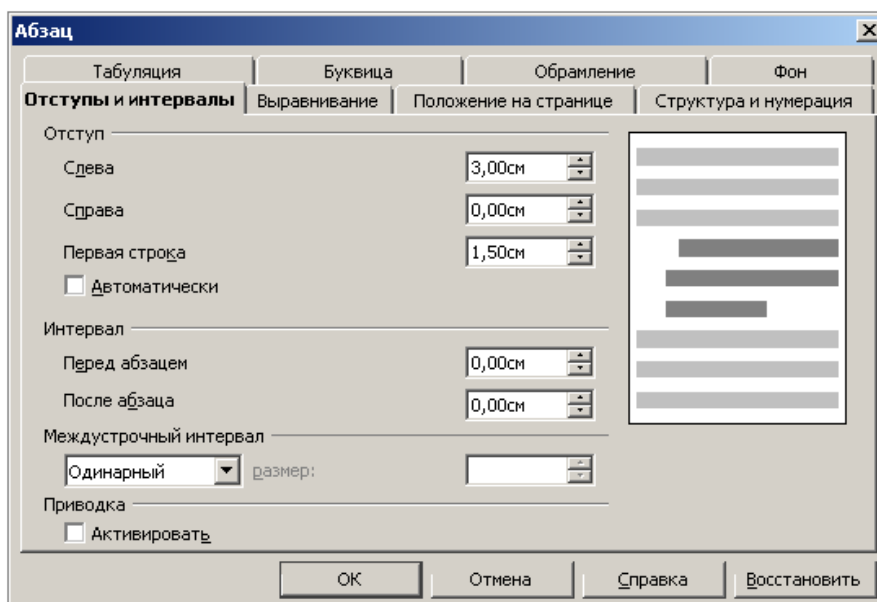 Абзац
Табуляция Буквица Обрамление Фон
Отступы и интервалы Выравнивание Положение на странице Структура и нумерация
Отступ
Слева 3,00см
Справа 0,00см
Первая строка 1,50см
Автоматически
Интервал
Перед абзацем 0,00см
После абзаца 0,00см
Междустрочный интервал
Одинарный размер:
Приводка
Активировать
ОК Отмена Справка Восстановить